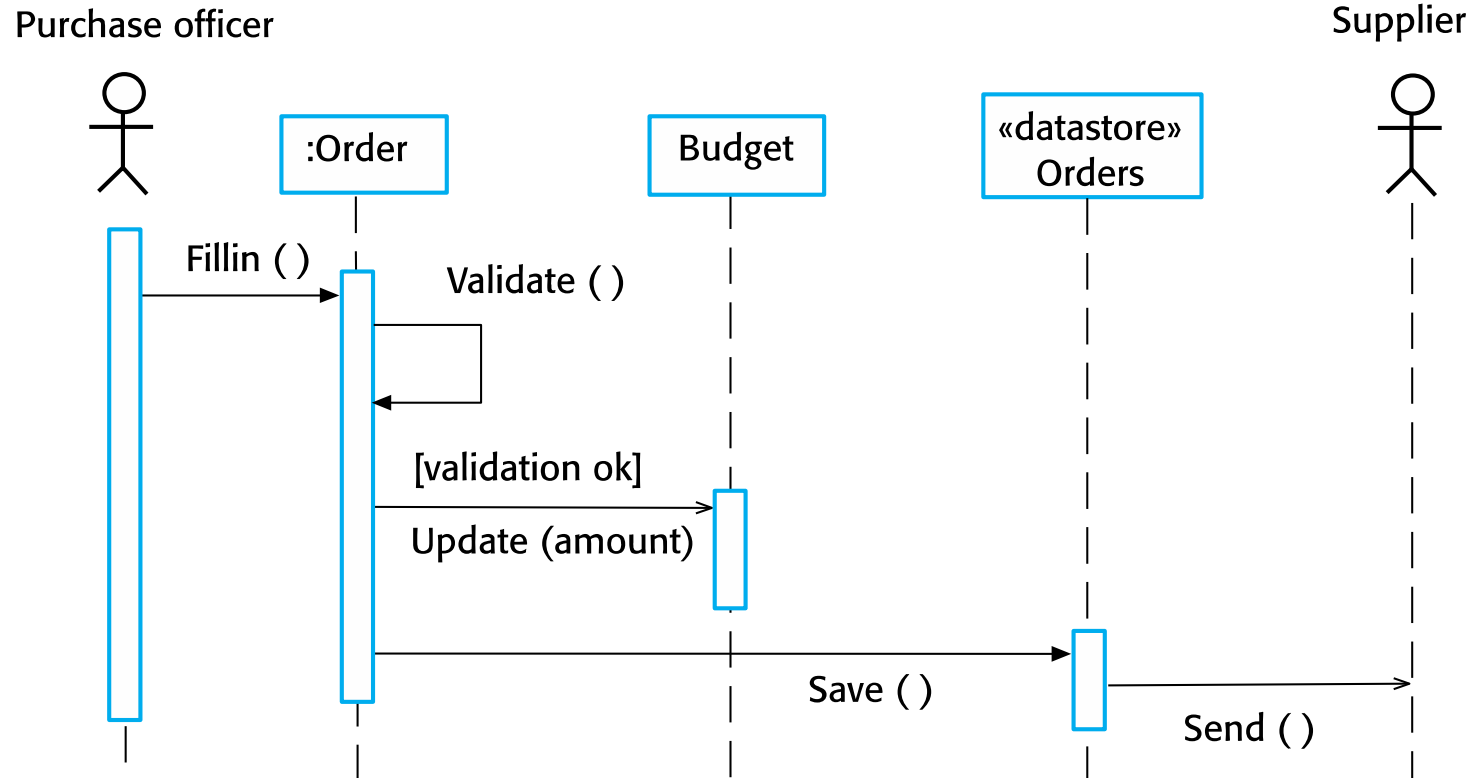 Purchase officer
Supplier
:Order
Budget
«datastore»
Orders
Fillin ( )
Validate ( )
[validation ok]
Update (amount)
Save ( )
Send ( )